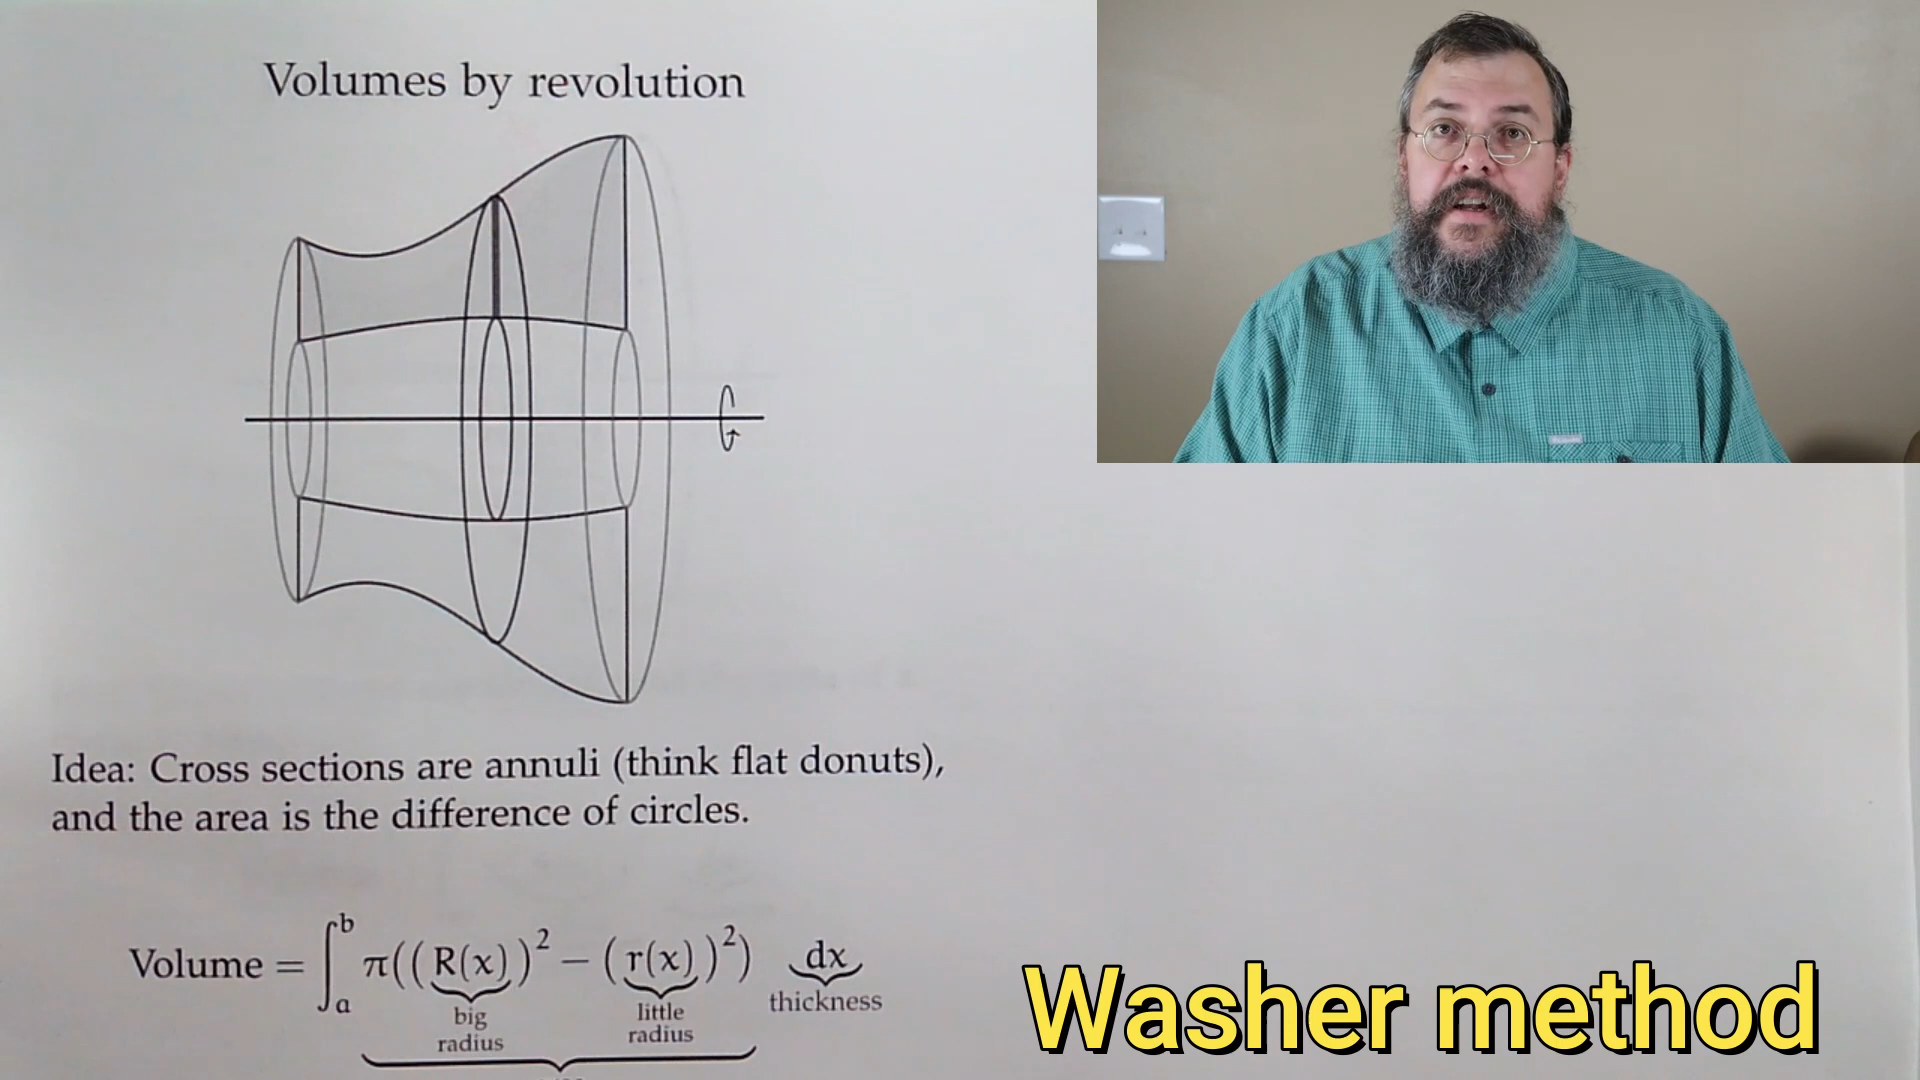 Volumes by revolution
Idea: Cross sections are annuli (think flat donuts),
and the area is the difference of circles.
Volume = ∫_a^b π((R(x))² − (r(x))²) dx
big radius
little radius
thickness
Washer method